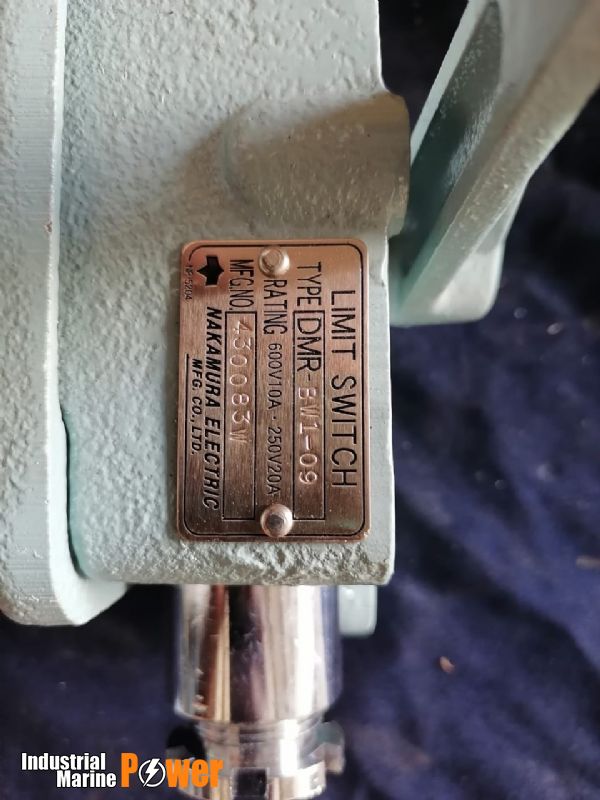 LIMIT SWITCH
TYPE DMR-BW1-09
RATING 600V10A · 250V20A
MFG.NO. 430083W
NAKAMURA ELECTRIC
MFG. CO., LTD.
NP5204
Industrial
Marine Power